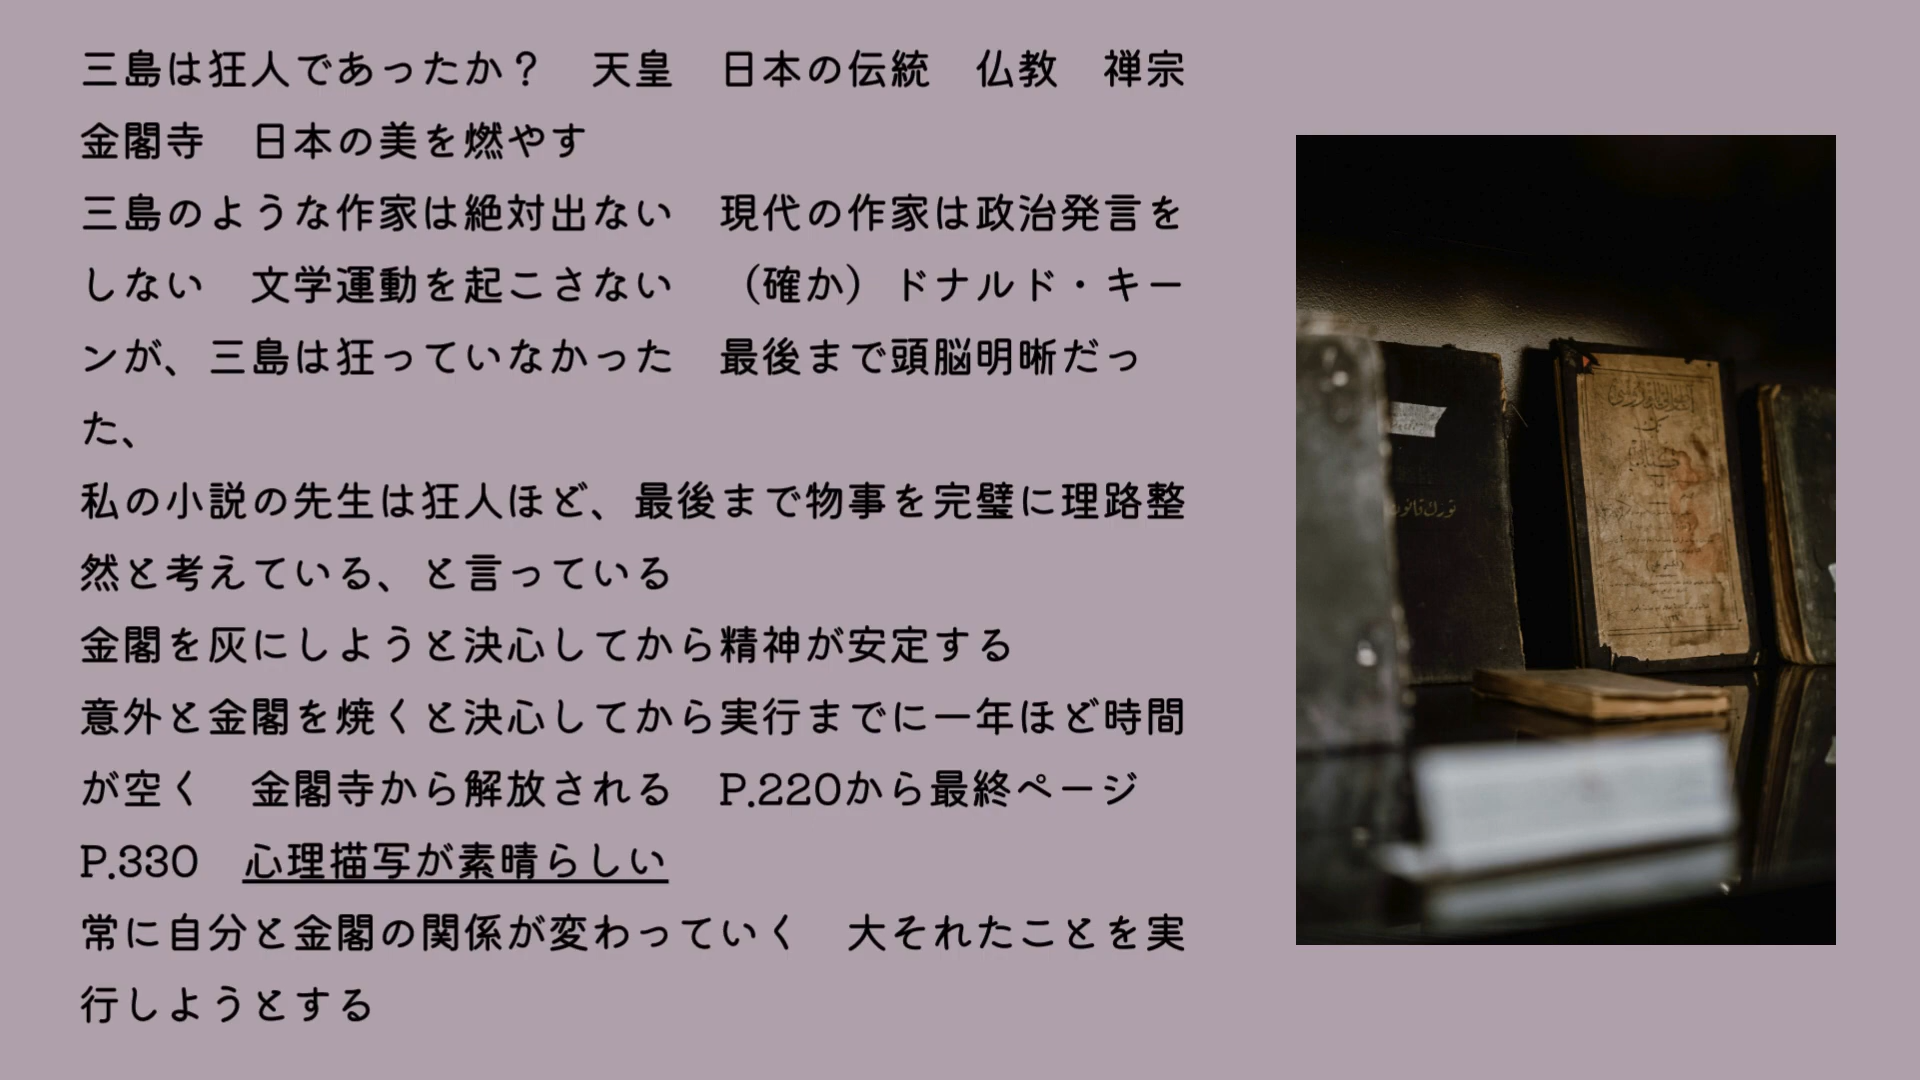 三島は狂人であったか？　天皇　日本の伝統　仏教　禅宗
金閣寺　日本の美を燃やす
三島のような作家は絶対出ない　現代の作家は政治発言を
しない　文学運動を起こさない　（確か）ドナルド・キー
ンが、三島は狂っていなかった　最後まで頭脳明晰だっ
た、
私の小説の先生は狂人ほど、最後まで物事を完璧に理路整
然と考えている、と言っている
金閣を灰にしようと決心してから精神が安定する
意外と金閣を焼くと決心してから実行までに一年ほど時間
が空く　金閣寺から解放される　P.220から最終ページ
P.330　心理描写が素晴らしい
常に自分と金閣の関係が変わっていく　大それたことを実
行しようとする